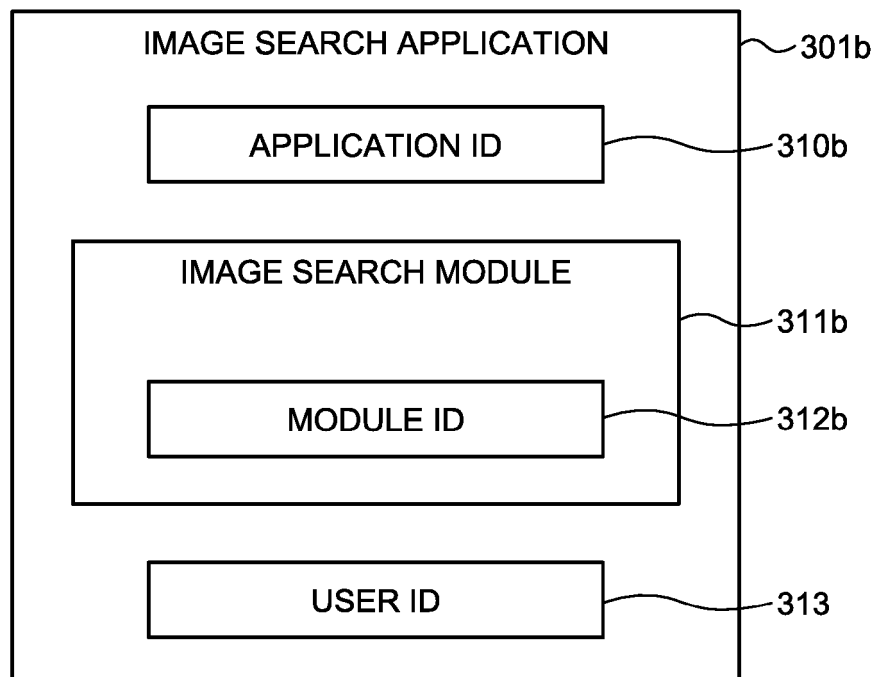 IMAGE SEARCH APPLICATION
301b
APPLICATION ID
310b
IMAGE SEARCH MODULE
311b
MODULE ID
312b
USER ID
313